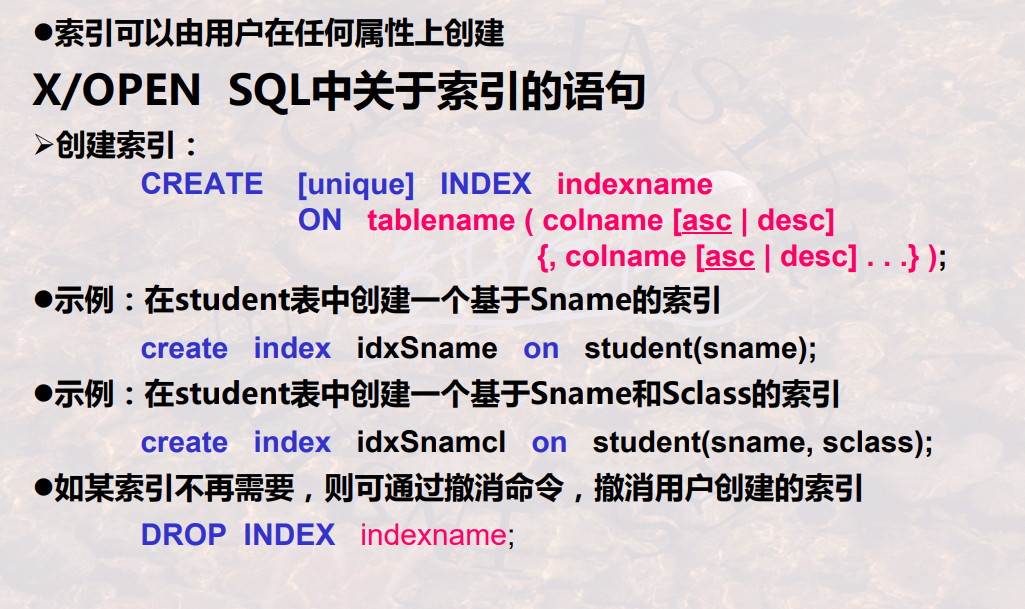 ●索引可以由用户在任何属性上创建
X/OPEN SQL中关于索引的语句
➢创建索引：
CREATE [unique] INDEX indexname
ON tablename ( colname [asc | desc]
{, colname [asc | desc] . . .} );
●示例：在student表中创建一个基于Sname的索引
create index idxSname on student(sname);
●示例：在student表中创建一个基于Sname和Sclass的索引
create index idxSnamcl on student(sname, sclass);
●如某索引不再需要，则可通过撤消命令，撤消用户创建的索引
DROP INDEX indexname;